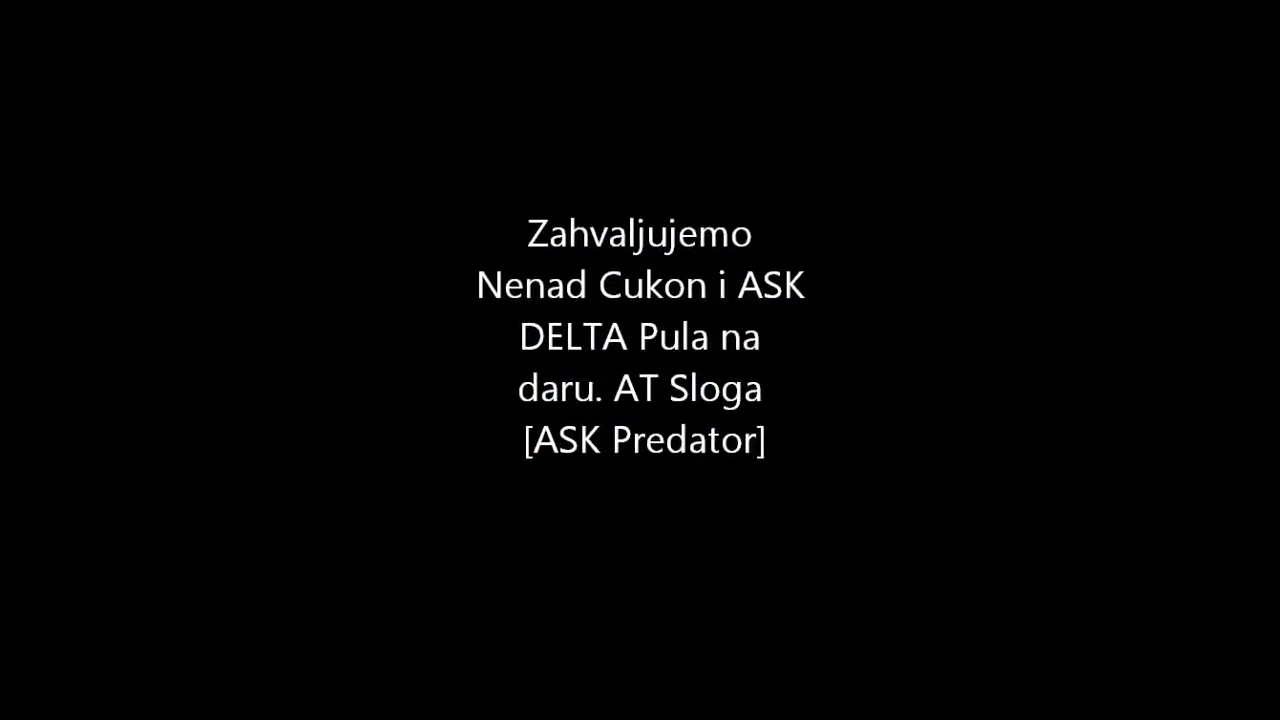 Zahvaljujemo
Nenad Cukon i ASK
DELTA Pula na
daru. AT Sloga
[ASK Predator]